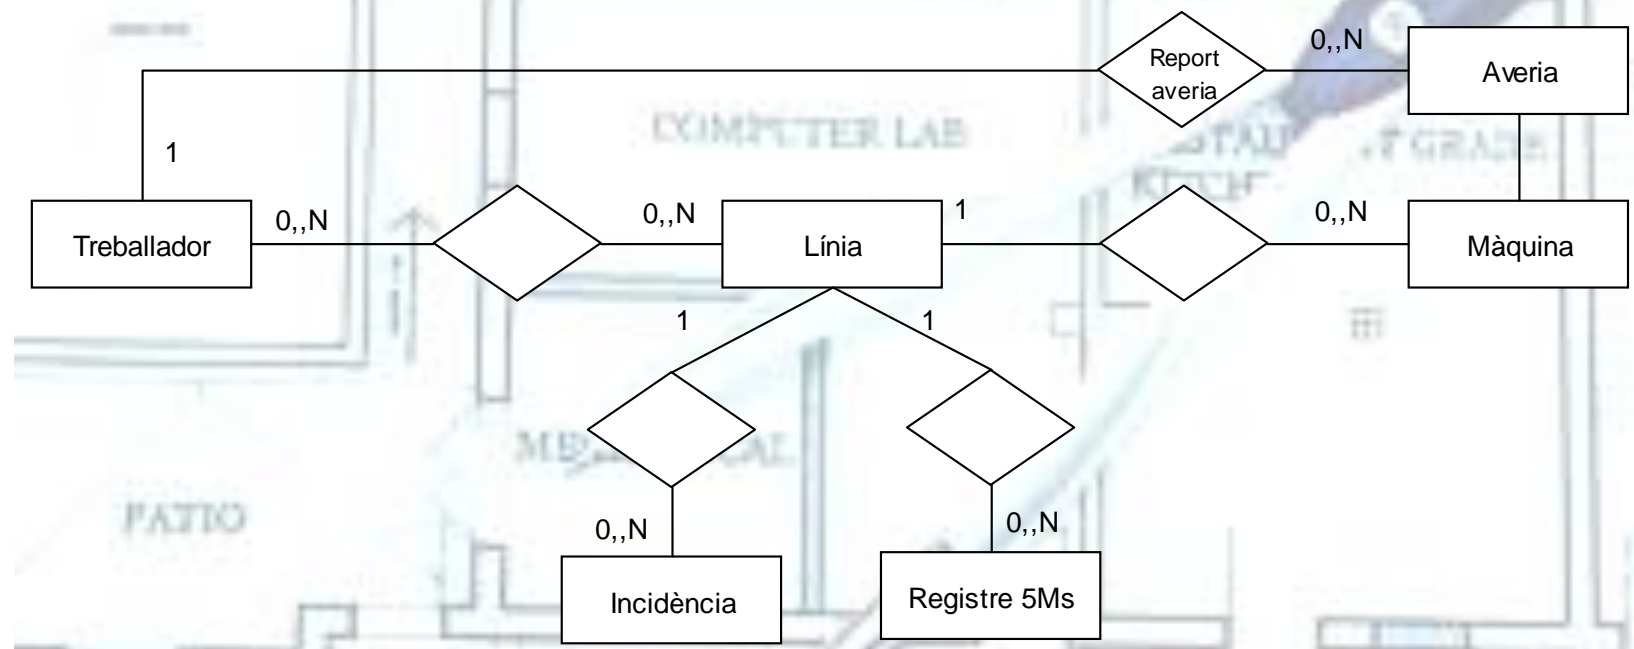 0,,N
Report
averia
Averia
COMPUTER LAB
1
0,,N
0,,N
1
0,,N
Treballador
Línia
Màquina
1
1
PATIO
0,,N
0,,N
Incidència
Registre 5Ms